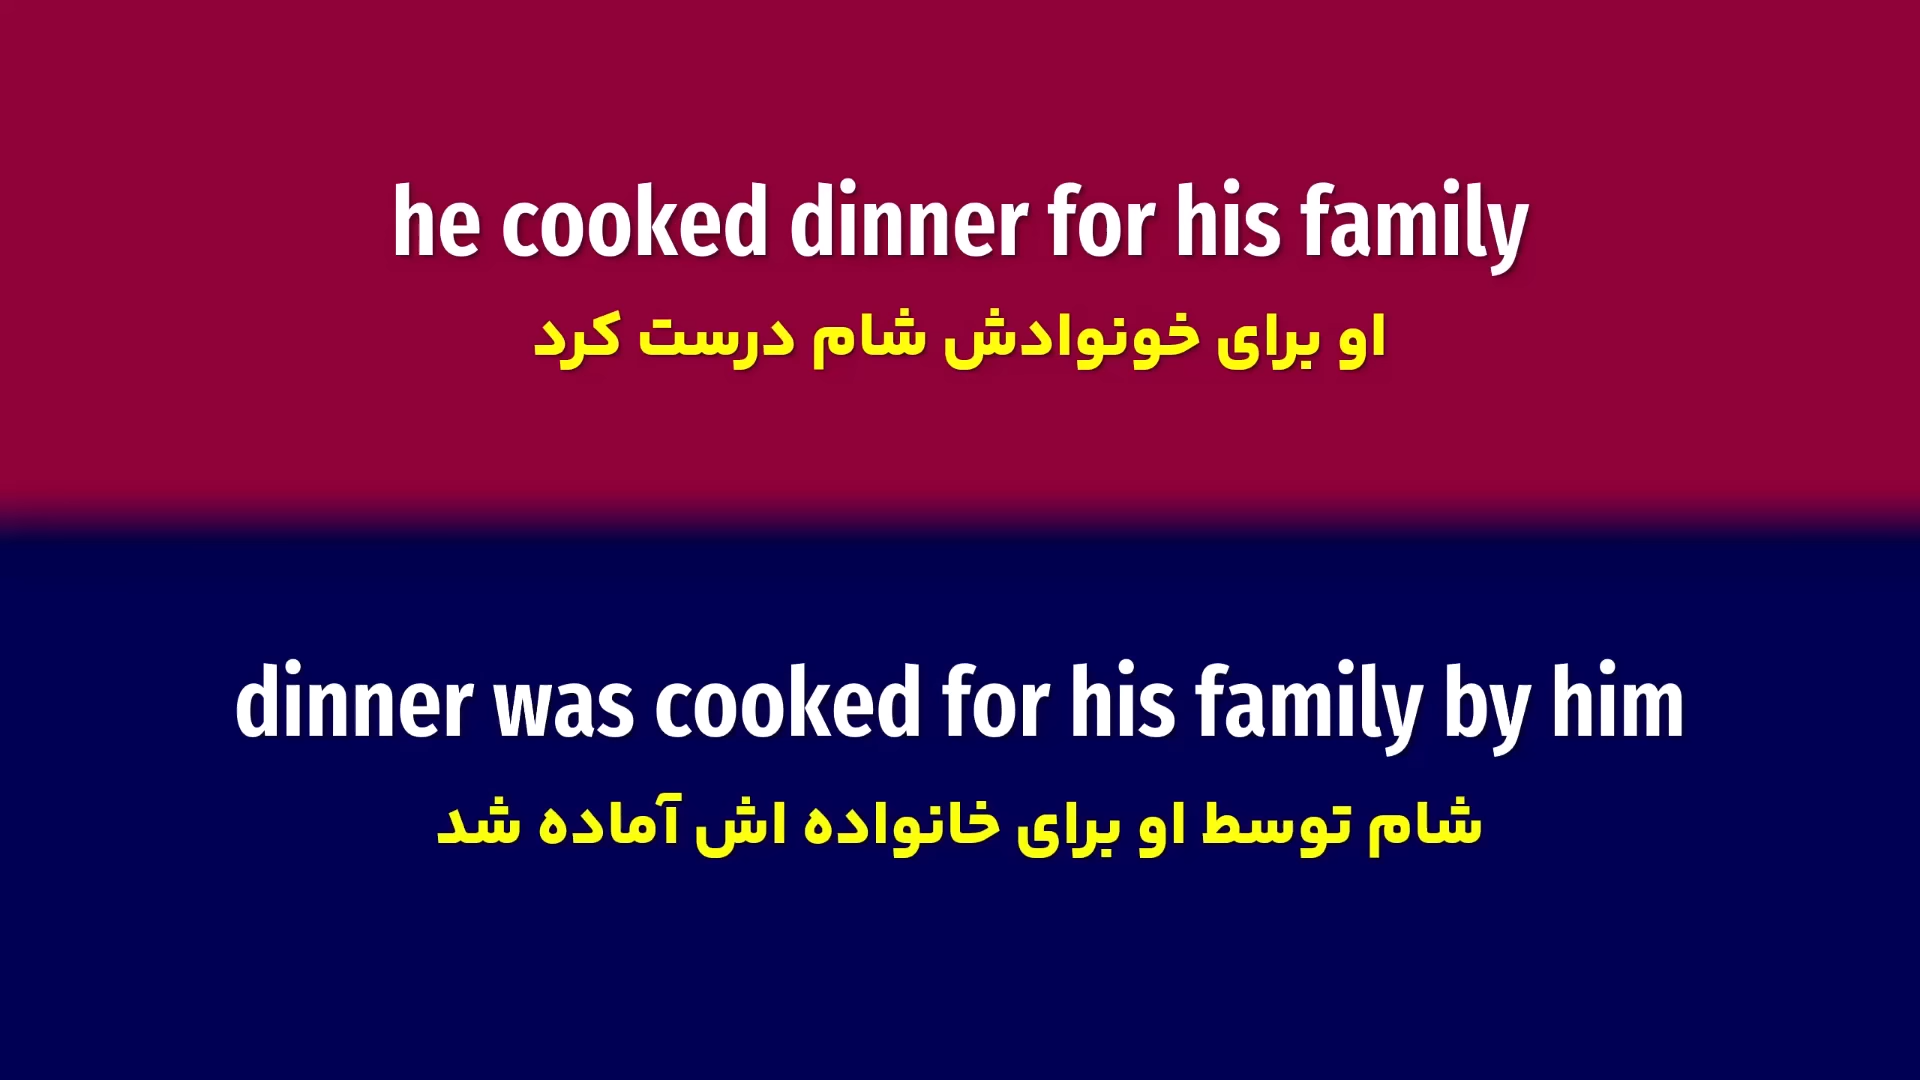 he cooked dinner for his family
او برای خونوادش شام درست کرد
dinner was cooked for his family by him
شام توسط او برای خانواده اش آماده شد